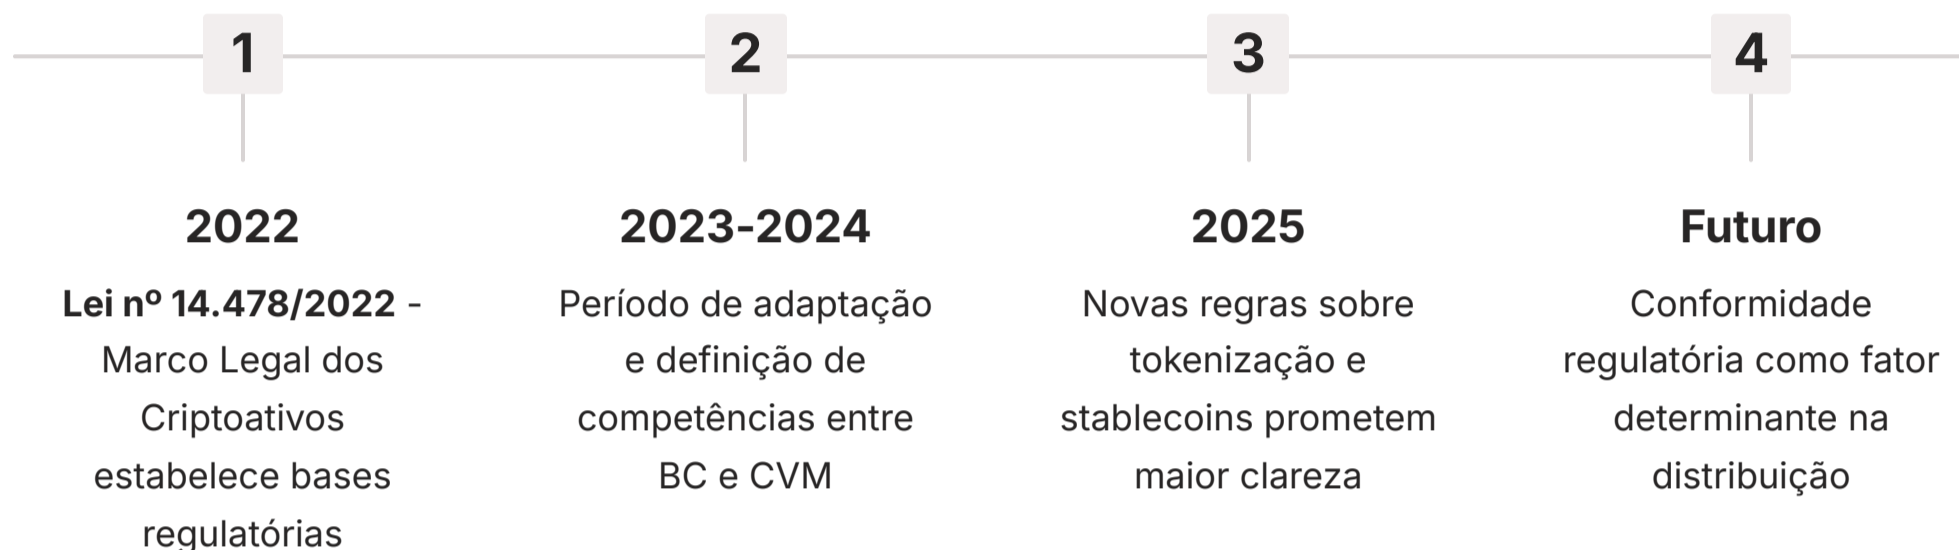 1
2022
Lei nº 14.478/2022 -
Marco Legal dos
Criptoativos
estabelece bases
regulatórias
2
2023-2024
Período de adaptação
e definição de
competências entre
BC e CVM
3
2025
Novas regras sobre
tokenização e
stablecoins prometem
maior clareza
4
Futuro
Conformidade
regulatória como fator
determinante na
distribuição